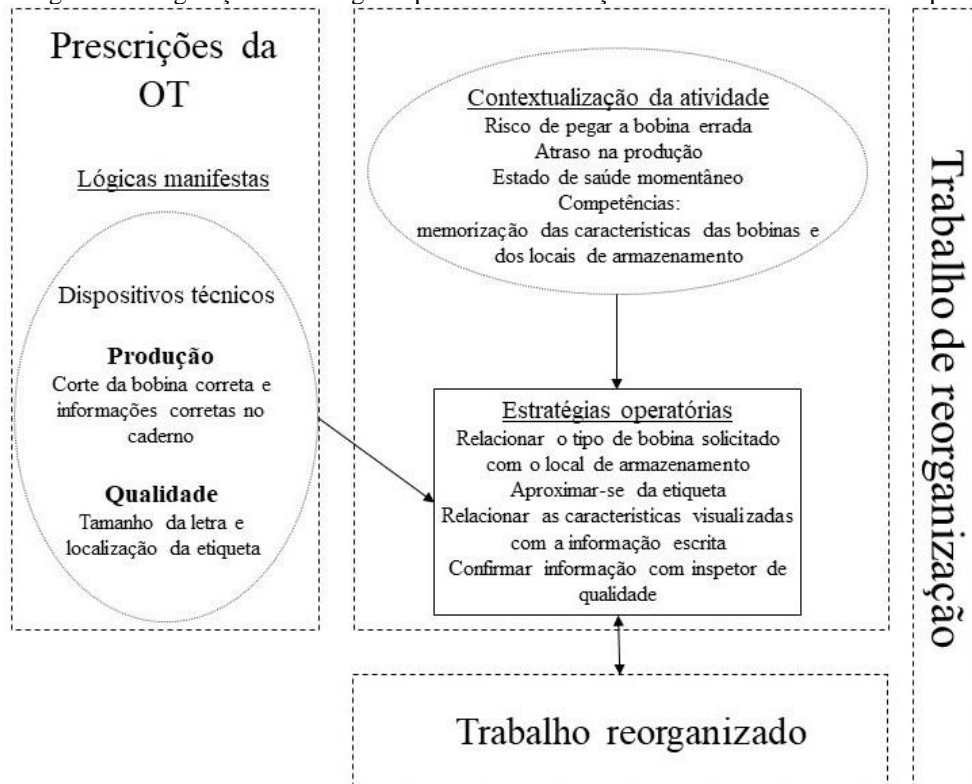 Prescrições da
OT
Lógicas manifestas
Dispositivos técnicos
Produção
Corte da bobina correta e
informações corretas no
caderno
Qualidade
Tamanho da letra e
localização da etiqueta
Contextualização da atividade
Risco de pegar a bobina errada
Atraso na produção
Estado de saúde momentâneo
Competências:
memorização das características das bobinas e
dos locais de armazenamento
Estratégias operatórias
Relacionar o tipo de bobina solicitado
com o local de armazenamento
Aproximar-se da etiqueta
Relacionar as características visualizadas
com a informação escrita
Confirmar informação com inspetor de
qualidade
Trabalho reorganizado
Trabalho de reorganização